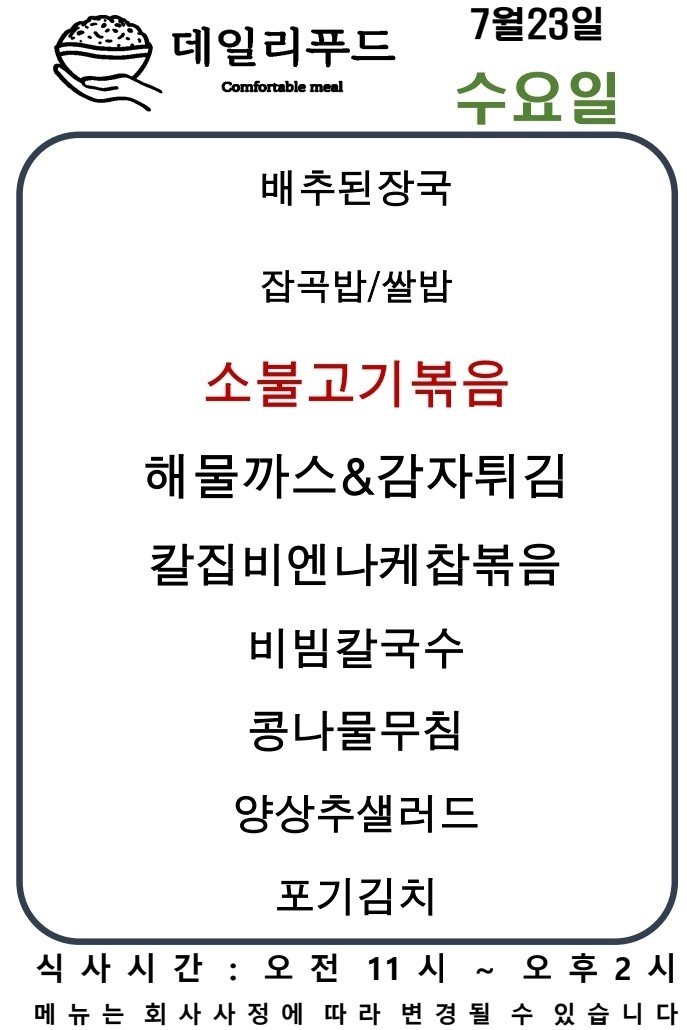 데일리푸드
Comfortable meal
7월23일
수요일
배추된장국
잡곡밥/쌀밥
소불고기볶음
해물까스&감자튀김
칼집비엔나케찹볶음
비빔칼국수
콩나물무침
양상추샐러드
포기김치
식사시간 : 오전 11시 ~ 오후2시
메뉴는 회사사정에 따라 변경될 수 있습니다